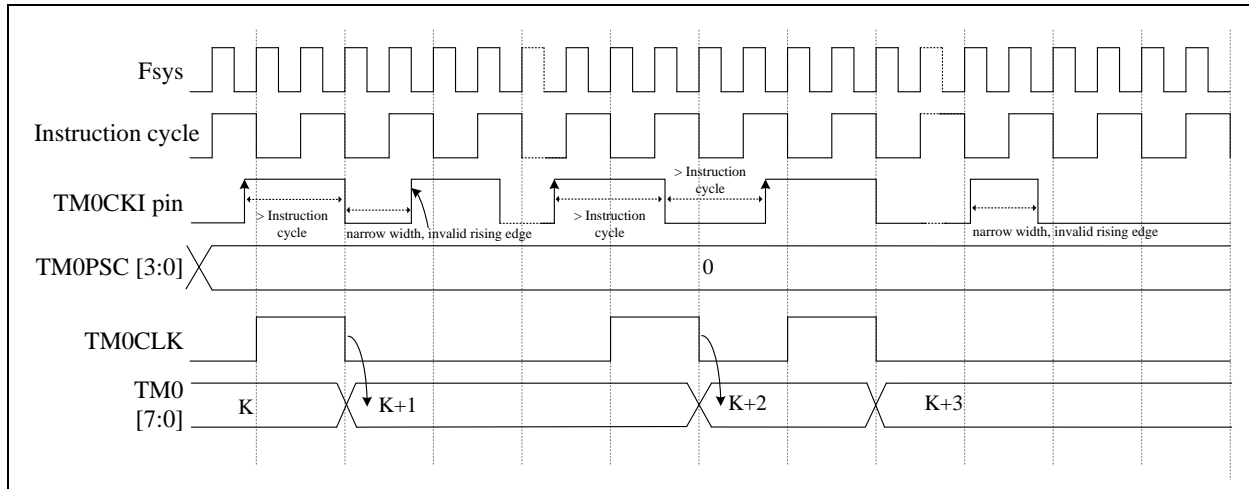 Fsys
Instruction cycle
> Instruction
cycle
TM0CKI pin
> Instruction
cycle
narrow width, invalid rising edge
> Instruction
cycle
narrow width, invalid rising edge
TM0PSC [3:0]
0
TM0CLK
TM0
[7:0]
K
K+1
K+2
K+3